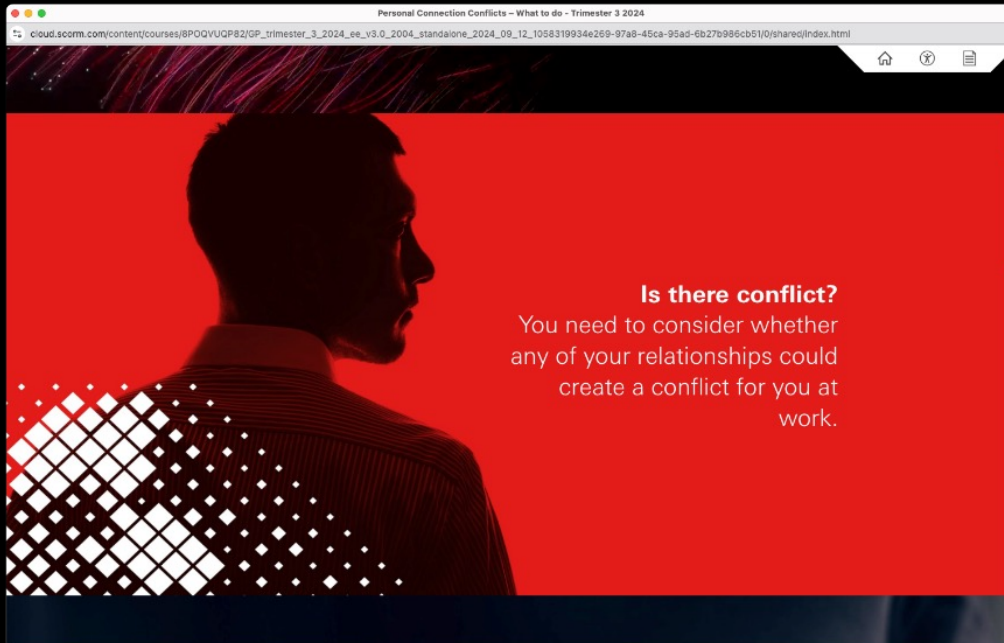 Personal Connection Conflicts – What to do - Trimester 3 2024
cloud.scorm.com/content/courses/8POQVUQP82/GP_trimester_3_2024_ee_v3.0_2004_standalone_2024_09_12_1058319934e269-97a8-45ca-95ad-6b27b986cb51/0/shared/index.html
Is there conflict?
You need to consider whether
any of your relationships could
create a conflict for you at
work.